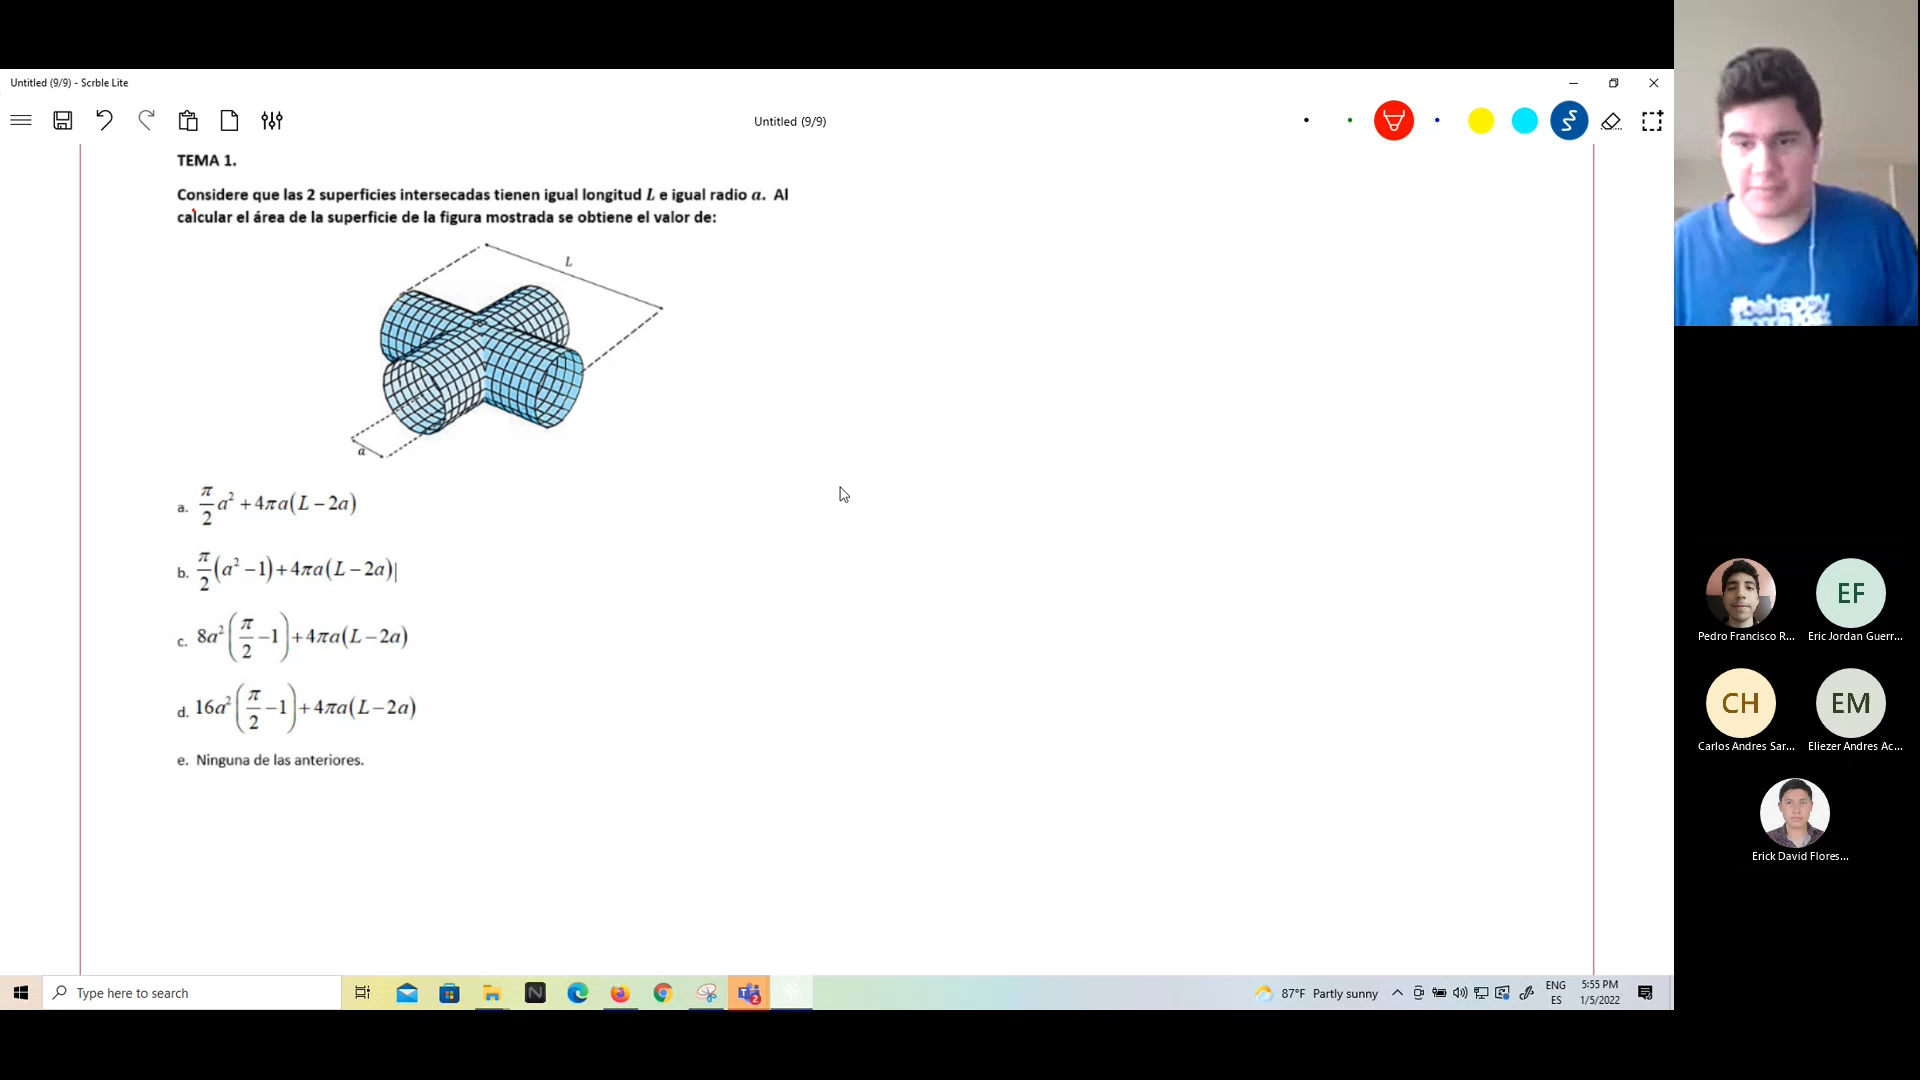 Untitled (9/9) - Scrble Lite
Untitled (9/9)
TEMA 1.
Considere que las 2 superficies intersecadas tienen igual longitud L e igual radio a. Al
calcular el área de la superficie de la figura mostrada se obtiene el valor de:
L
a
a. π/2 a² + 4πa(L − 2a)
b. π/2 (a² − 1) + 4πa(L − 2a)|
c. 8a² (π/2 − 1) + 4πa(L − 2a)
d. 16a² (π/2 − 1) + 4πa(L − 2a)
e. Ninguna de las anteriores.
#behappy
EF
Pedro Francisco R...
Eric Jordan Guerr...
CH
EM
Carlos Andres Sar...
Eliezer Andres Ac...
Erick David Flores...
Type here to search
N
2
87°F Partly sunny
ENG
ES
5:55 PM
1/5/2022